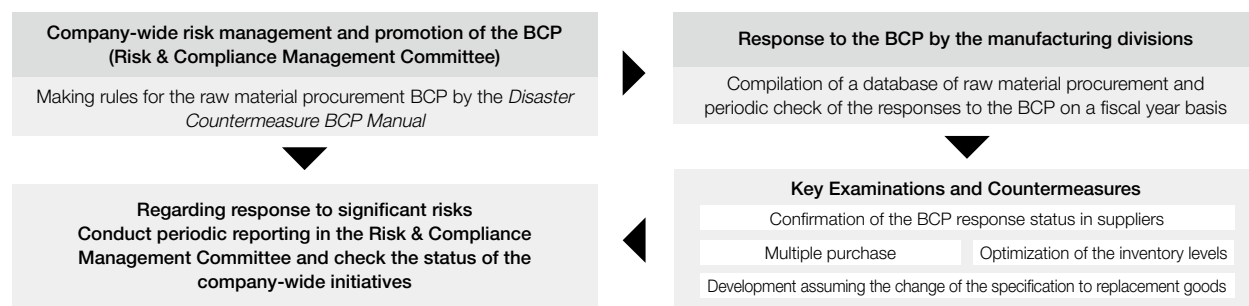 Company-wide risk management and promotion of the BCP
(Risk & Compliance Management Committee)
Making rules for the raw material procurement BCP by the Disaster
Countermeasure BCP Manual
Response to the BCP by the manufacturing divisions
Compilation of a database of raw material procurement and
periodic check of the responses to the BCP on a fiscal year basis
Regarding response to significant risks
Conduct periodic reporting in the Risk & Compliance
Management Committee and check the status of the
company-wide initiatives
Key Examinations and Countermeasures
Confirmation of the BCP response status in suppliers
Multiple purchase
Optimization of the inventory levels
Development assuming the change of the specification to replacement goods